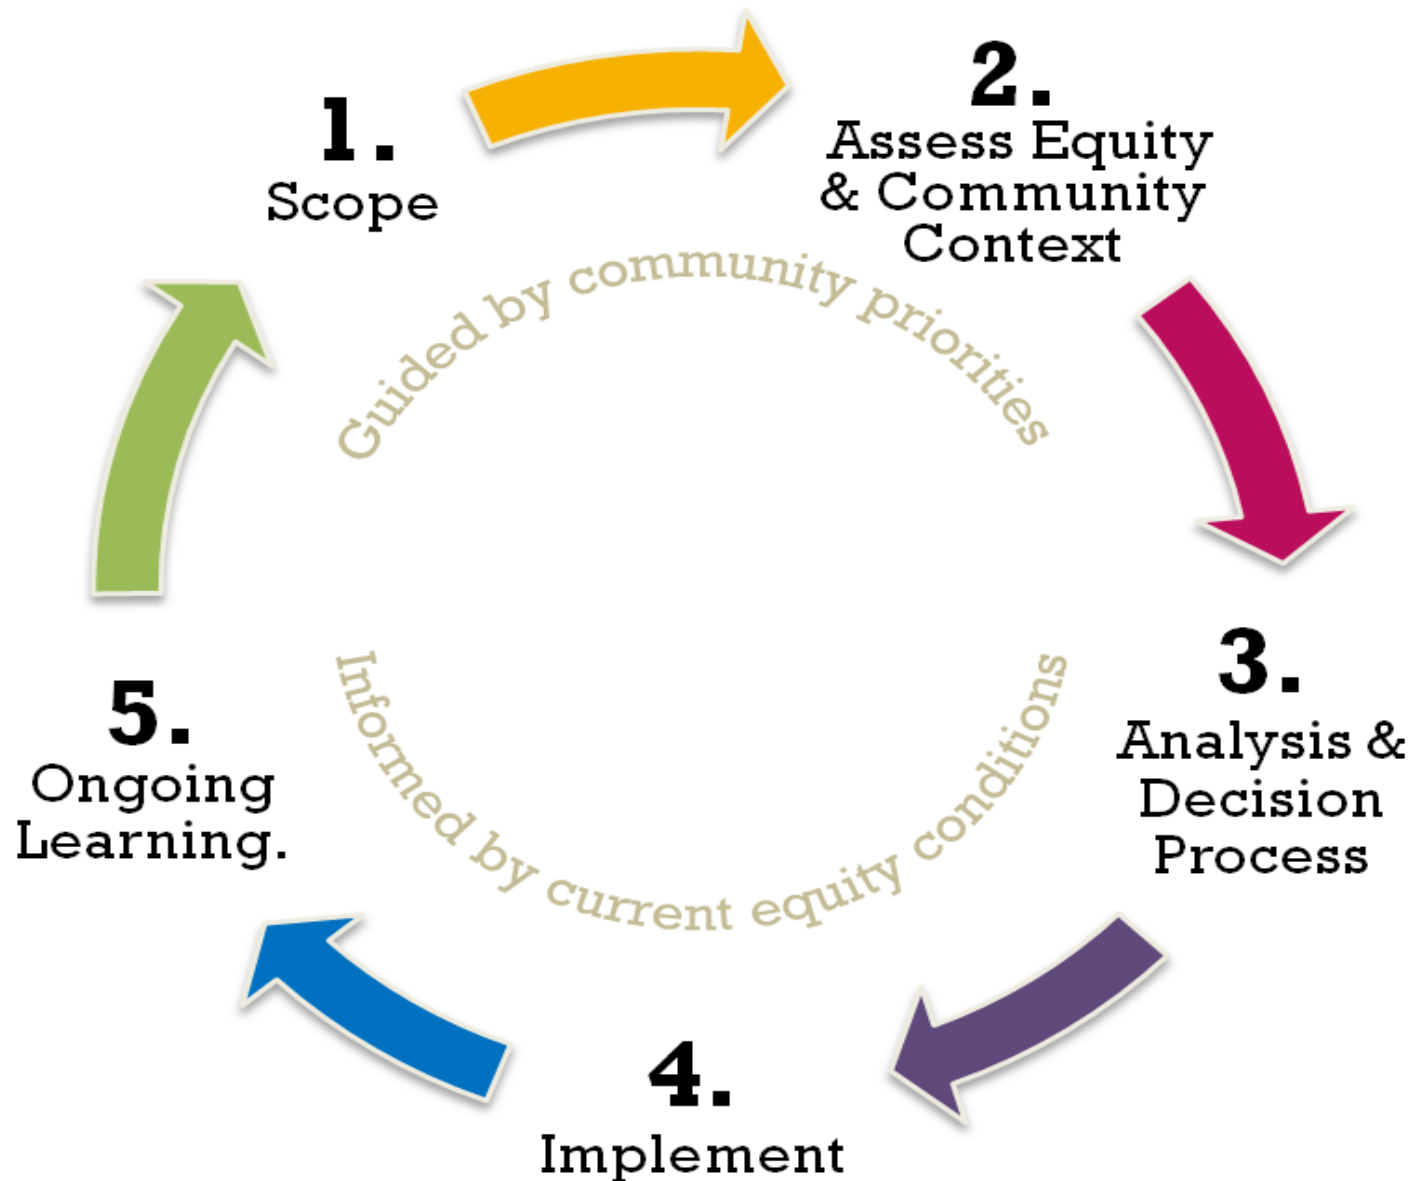 1.
Scope
2.
Assess Equity
& Community
Context
Guided by community priorities
3.
Analysis &
Decision
Process
4.
Implement
5.
Ongoing
Learning.
Informed by current equity conditions